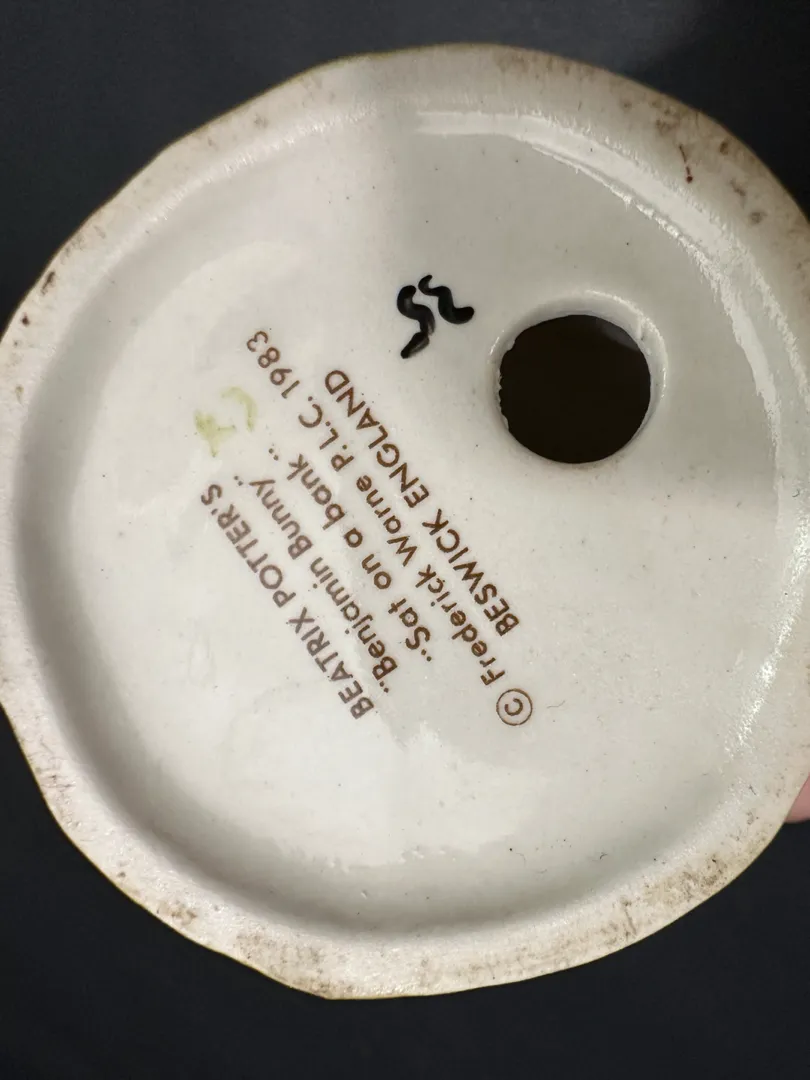 BEATRIX POTTER'S
"Benjamin Bunny"
"Sat on a bank"
© Frederick Warne P.L.C. 1983
BESWICK ENGLAND